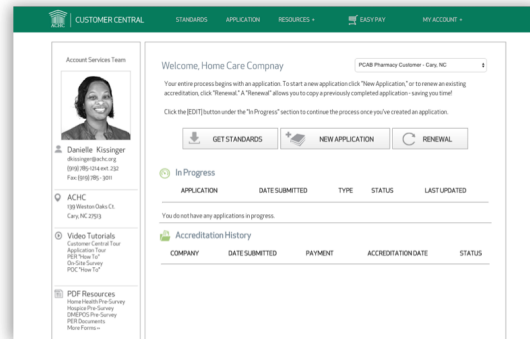 ACHC
CUSTOMER CENTRAL
STANDARDS
APPLICATION
RESOURCES
EASY PAY
MY ACCOUNT
Account Services Team
Danielle Kissinger
dkissinger@achc.org
(919) 785-1214 ext. 232
Fax (919) 785 - 3011
ACHC
139 Weston Oaks Ct.
Cary, NC 27513
Video Tutorials
Customer Central Tour
Application Tour
PER "How To"
On-Site Survey
POC "How To"
PDF Resources
Home Health Pre-Survey
Hospice Pre-Survey
DMEPOS Pre-Survey
PER Documents
More Forms »
Welcome, Home Care Compnay
PCAB Pharmacy Customer - Cary, NC
Your entire process begins with an application. To start a new application click "New Application," or to renew an existing
accreditation, click "Renewal." A "Renewal" allows you to copy a previously completed application - saving you time!
Click the [EDIT] button under the "In Progress" section to continue the process once you've created an application.
GET STANDARDS
NEW APPLICATION
RENEWAL
In Progress
APPLICATION DATE SUBMITTED TYPE STATUS LAST UPDATED
You do not have any applications in progress.
Accreditation History
COMPANY DATE SUBMITTED PAYMENT ACCREDITATION DATE STATUS